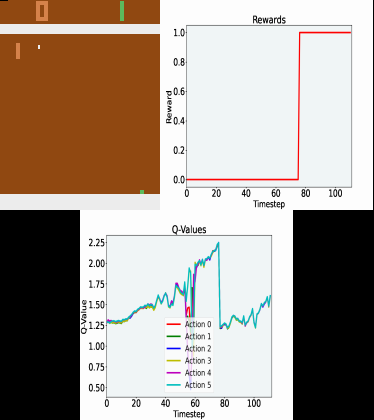 0
Rewards
1.0
0.8
0.6
0.4
0.2
0.0
Reward
0 20 40 60 80 100
Timestep
Q-Values
2.25
2.00
1.75
1.50
1.25
1.00
0.75
0.50
Q-Value
Action 0
Action 1
Action 2
Action 3
Action 4
Action 5
0 20 40 60 80 100
Timestep